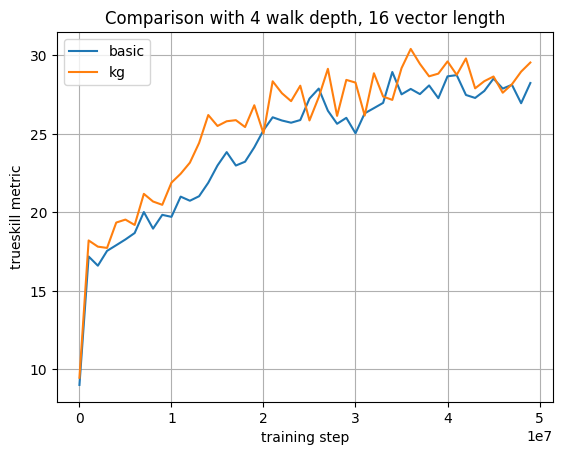 Comparison with 4 walk depth, 16 vector length
basic
kg
trueskill metric
30
25
20
15
10
0
1
2
3
4
5
1e7
training step